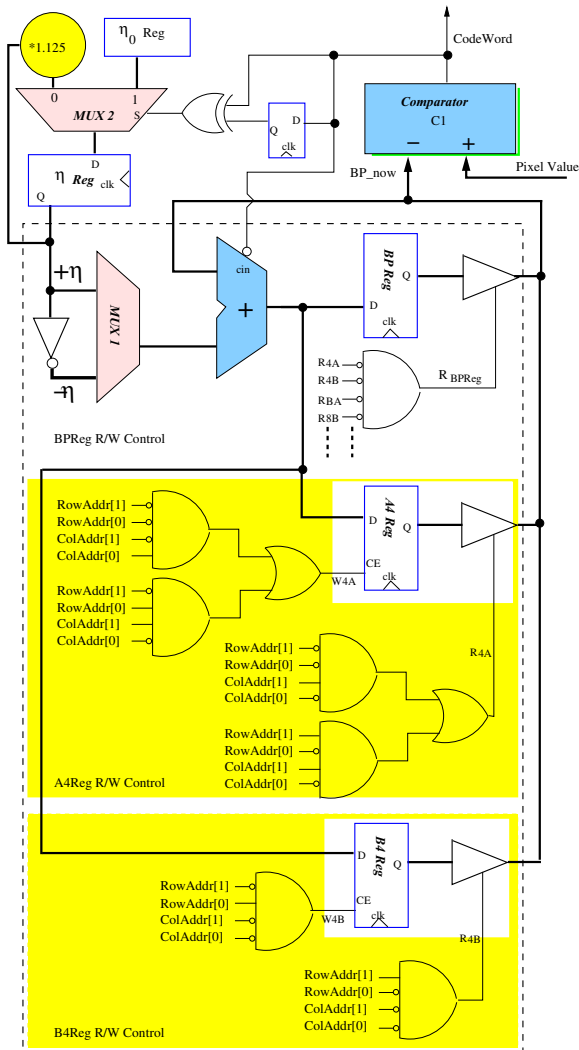 CodeWord
η0 Reg
*1.125
0
1
MUX 2
S
Q
D
clk
Comparator
C1
−
+
BP_now
Pixel Value
D
η Reg
clk
Q
+η
MUX 1
−η
cin
+
BP Reg
D
Q
clk
R4A
R4B
RBA
R8B
R BPReg
BPReg R/W Control
RowAddr[1]
RowAddr[0]
ColAddr[1]
ColAddr[0]
RowAddr[1]
RowAddr[0]
ColAddr[1]
ColAddr[0]
W4A
A4 Reg
D
Q
CE
clk
RowAddr[1]
RowAddr[0]
ColAddr[1]
ColAddr[0]
R4A
RowAddr[1]
RowAddr[0]
ColAddr[1]
ColAddr[0]
A4Reg R/W Control
B4 Reg
D
Q
CE
clk
RowAddr[1]
RowAddr[0]
ColAddr[1]
ColAddr[0]
W4B
R4B
RowAddr[1]
RowAddr[0]
ColAddr[1]
ColAddr[0]
B4Reg R/W Control